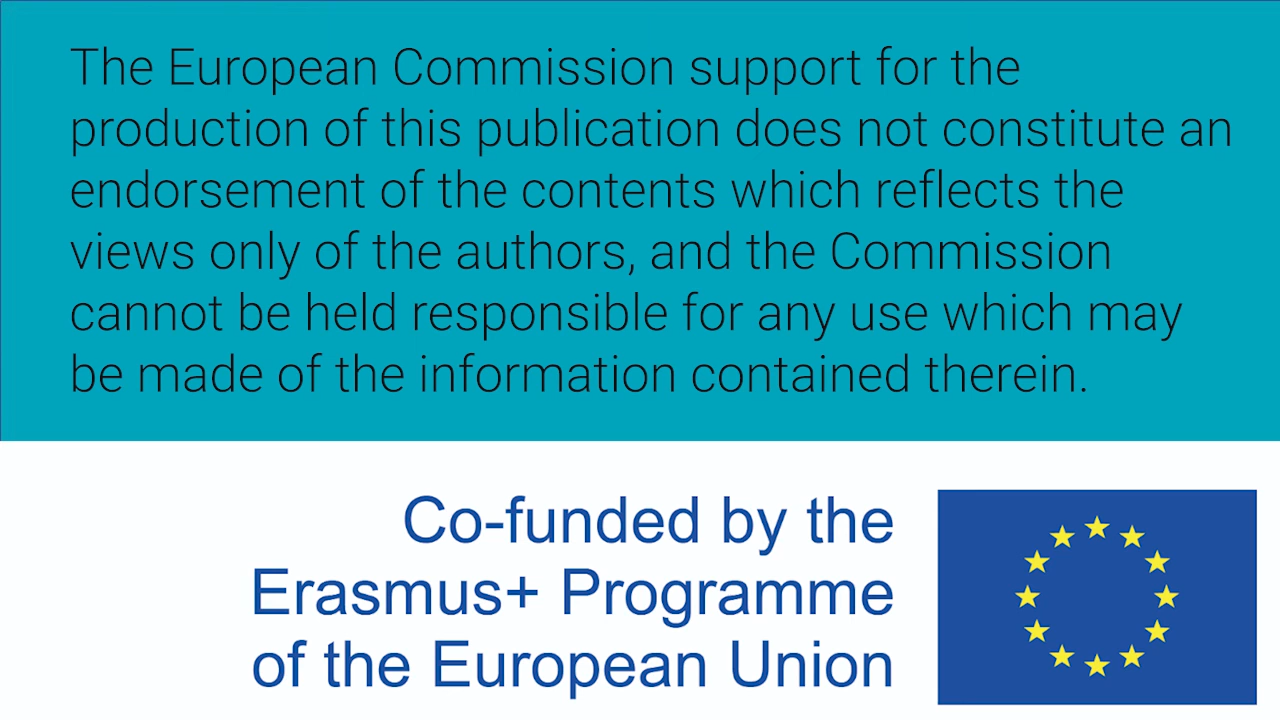 The European Commission support for the
production of this publication does not constitute an
endorsement of the contents which reflects the
views only of the authors, and the Commission
cannot be held responsible for any use which may
be made of the information contained therein.
Co-funded by the
Erasmus+ Programme
of the European Union